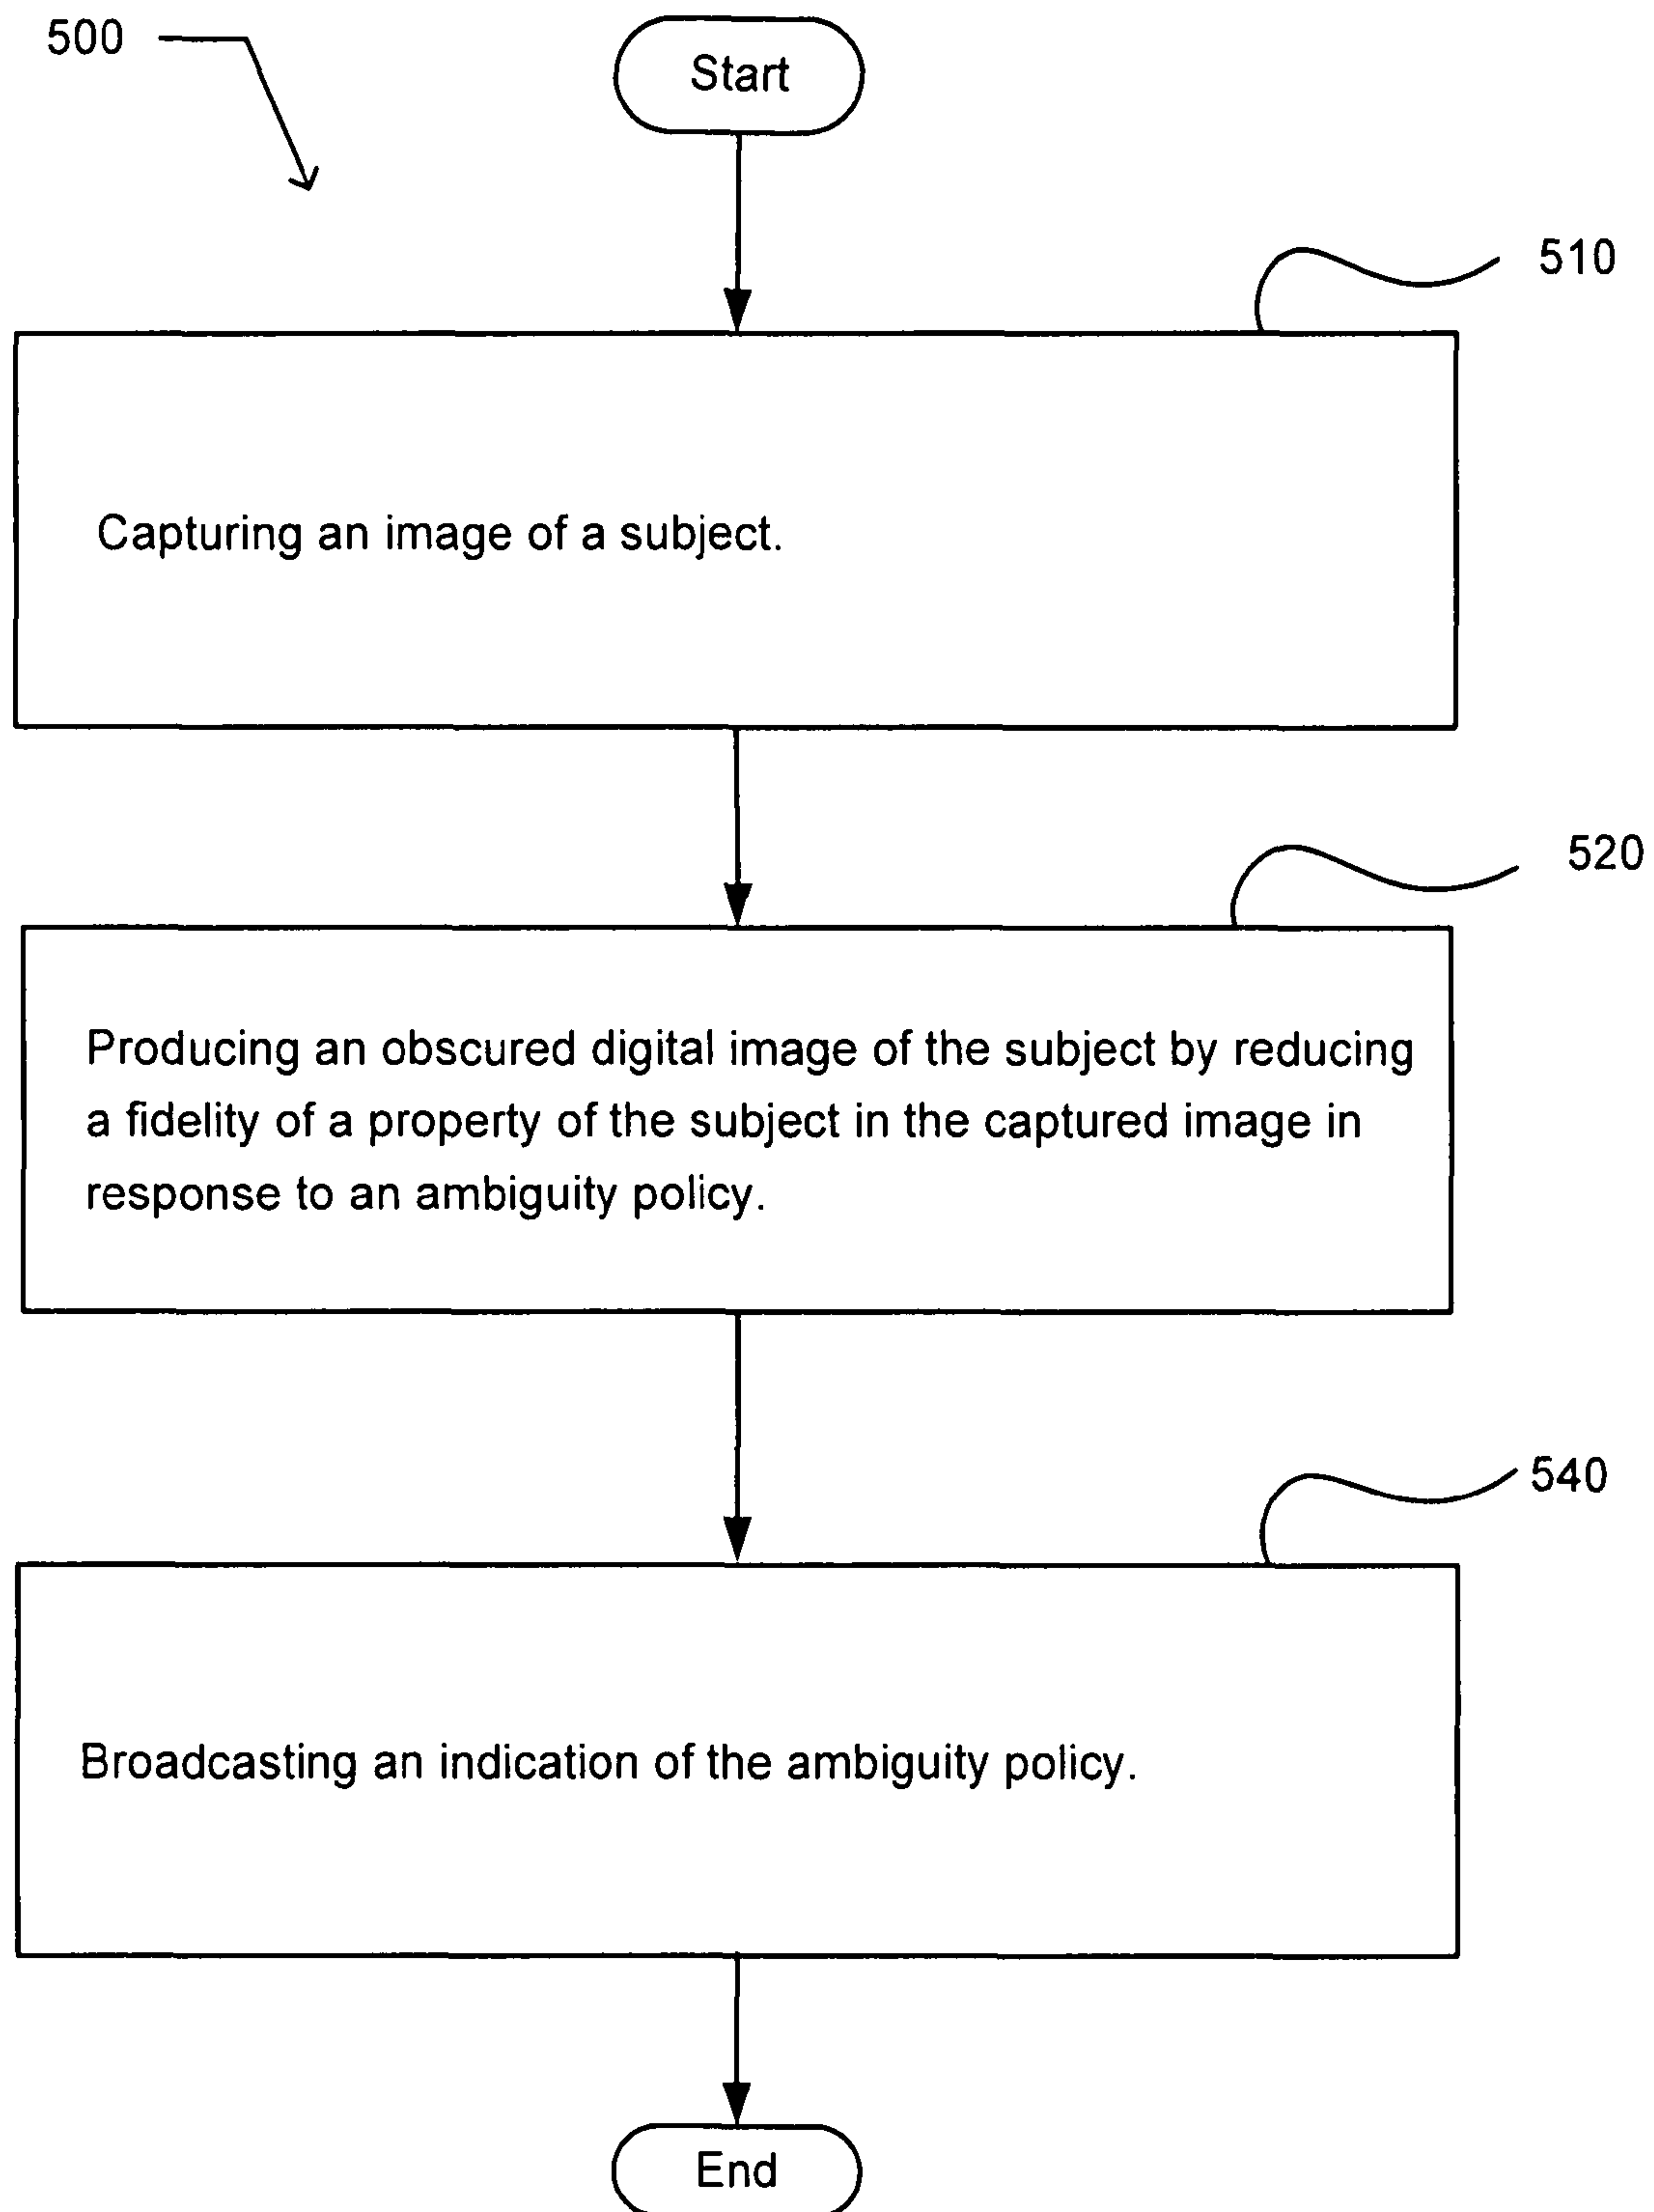 500
Start
510
Capturing an image of a subject.
520
Producing an obscured digital image of the subject by reducing
a fidelity of a property of the subject in the captured image in
response to an ambiguity policy.
540
Broadcasting an indication of the ambiguity policy.
End